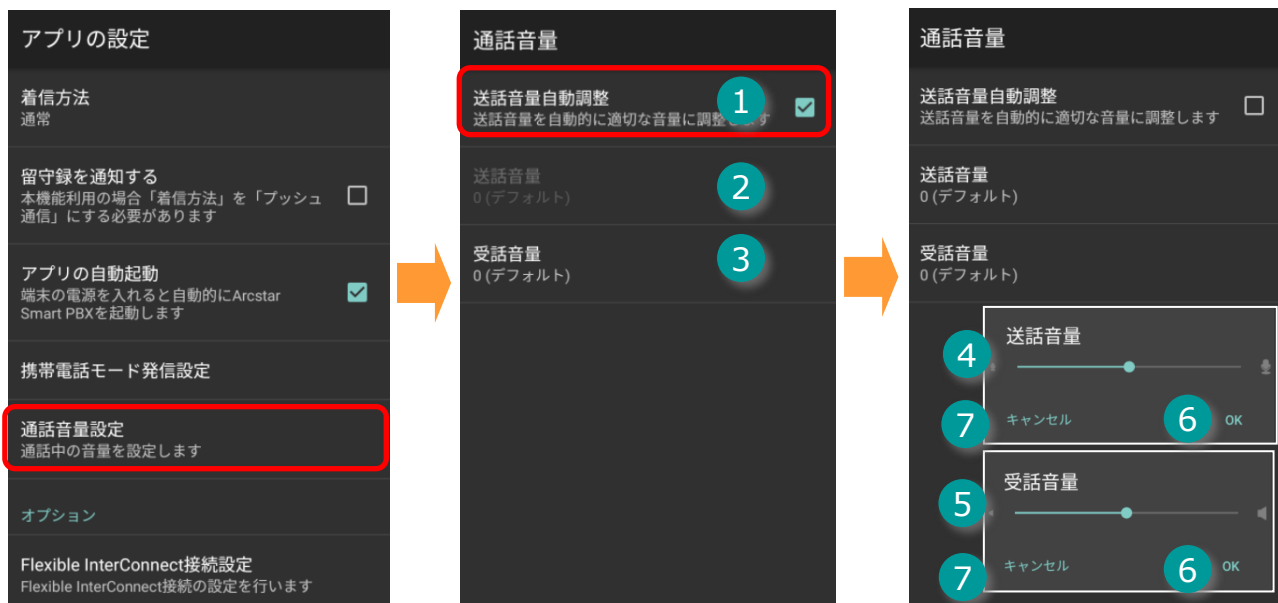 アプリの設定
着信方法
通常
留守録を通知する
本機能利用の場合「着信方法」を「プッシュ
通信」にする必要があります
アプリの自動起動
端末の電源を入れると自動的にArcstar
Smart PBXを起動します
携帯電話モード発信設定
通話音量設定
通話中の音量を設定します
オプション
Flexible InterConnect接続設定
Flexible InterConnect接続の設定を行います
通話音量
送話音量自動調整
1
送話音量を自動的に適切な音量に調整します
送話音量
0 (デフォルト)
2
受話音量
0 (デフォルト)
3
通話音量
送話音量自動調整
送話音量を自動的に適切な音量に調整します
送話音量
0 (デフォルト)
受話音量
0 (デフォルト)
送話音量
4
7 キャンセル 6 OK
受話音量
5
7 キャンセル 6 OK